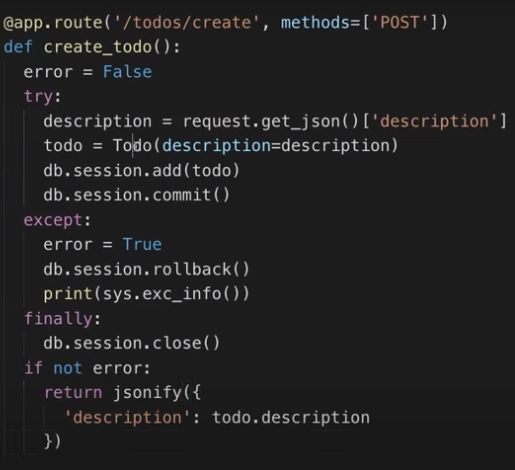 @app.route('/todos/create', methods=['POST'])
def create_todo():
  error = False
  try:
    description = request.get_json()['description']
    todo = Todo(description=description)
    db.session.add(todo)
    db.session.commit()
  except:
    error = True
    db.session.rollback()
    print(sys.exc_info())
  finally:
    db.session.close()
  if not error:
    return jsonify({
      'description': todo.description
    })